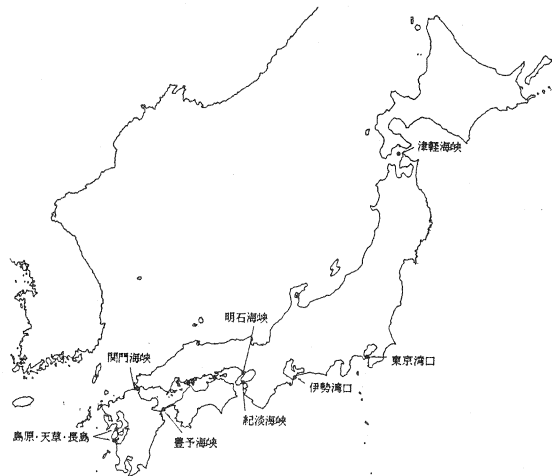 津軽海峡
明石海峡
関門海峡
東京湾口
伊勢湾口
紀淡海峡
豊予海峡
島原・天草・長島